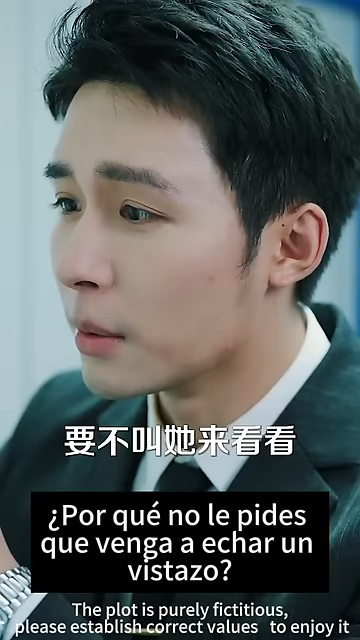 要不叫她来看看
¿Por qué no le pides
que venga a echar un
vistazo?
The plot is purely fictitious,
please establish correct values to enjoy it